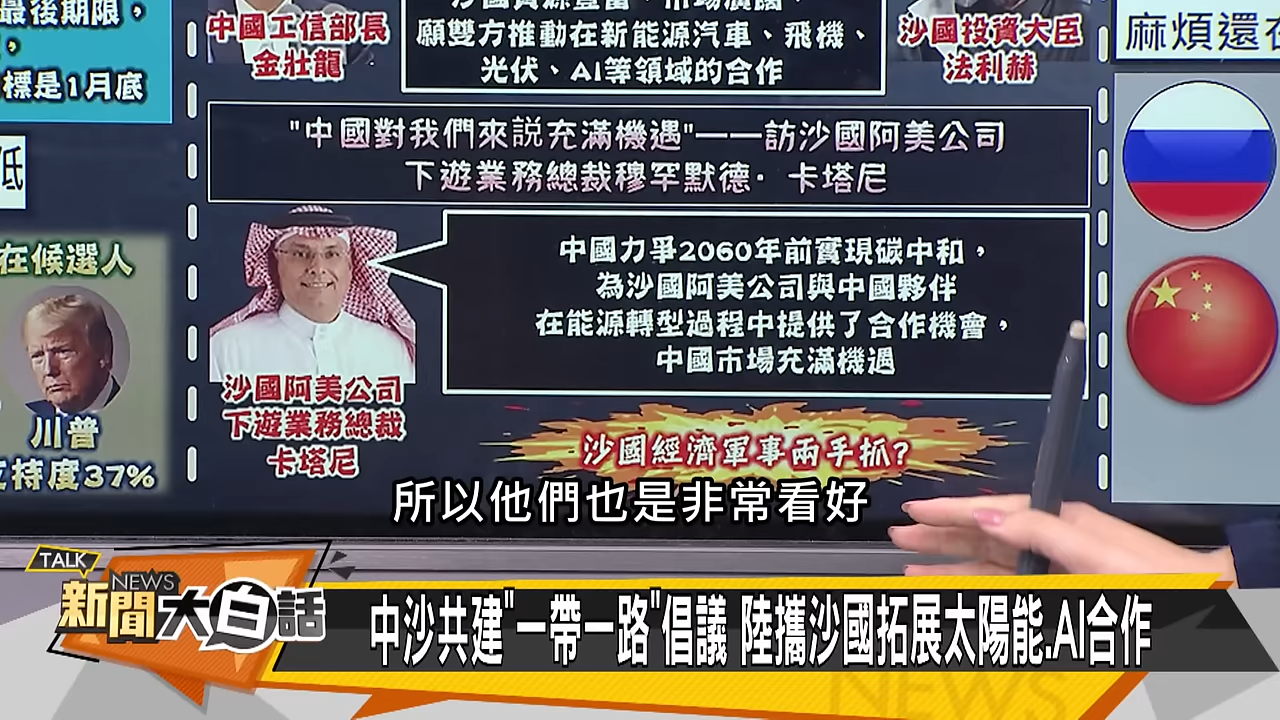 最後期限，
標是1月底
低
在候選人
川普
支持度37%
中國工信部長
金壯龍
願雙方推動在新能源汽車、飛機、
光伏、AI等領域的合作
沙國投資大臣
法利赫
麻煩還在
"中國對我們來說充滿機遇"——訪沙國阿美公司
下遊業務總裁穆罕默德·卡塔尼
中國力爭2060年前實現碳中和，
為沙國阿美公司與中國夥伴
在能源轉型過程中提供了合作機會，
中國市場充滿機遇
沙國阿美公司
下遊業務總裁
卡塔尼
沙國經濟軍事兩手抓?
所以他們也是非常看好
TALK
NEWS
新聞大白話
中沙共建"一帶一路"倡議 陸攜沙國拓展太陽能.AI合作
NEWS